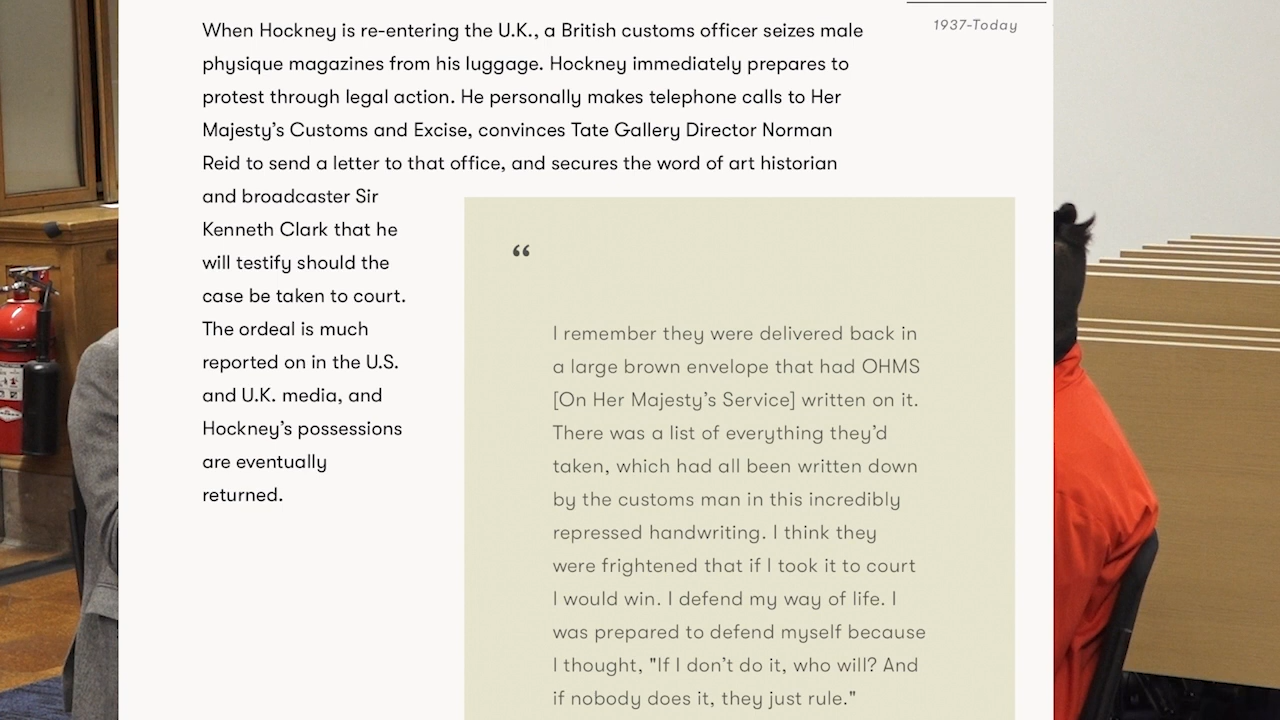 When Hockney is re-entering the U.K., a British customs officer seizes male
physique magazines from his luggage. Hockney immediately prepares to
protest through legal action. He personally makes telephone calls to Her
Majesty’s Customs and Excise, convinces Tate Gallery Director Norman
Reid to send a letter to that office, and secures the word of art historian
and broadcaster Sir
Kenneth Clark that he
will testify should the
case be taken to court.
The ordeal is much
reported on in the U.S.
and U.K. media, and
Hockney’s possessions
are eventually
returned.
1937-Today
“
I remember they were delivered back in
a large brown envelope that had OHMS
[On Her Majesty’s Service] written on it.
There was a list of everything they’d
taken, which had all been written down
by the customs man in this incredibly
repressed handwriting. I think they
were frightened that if I took it to court
I would win. I defend my way of life. I
was prepared to defend myself because
I thought, "If I don’t do it, who will? And
if nobody does it, they just rule."